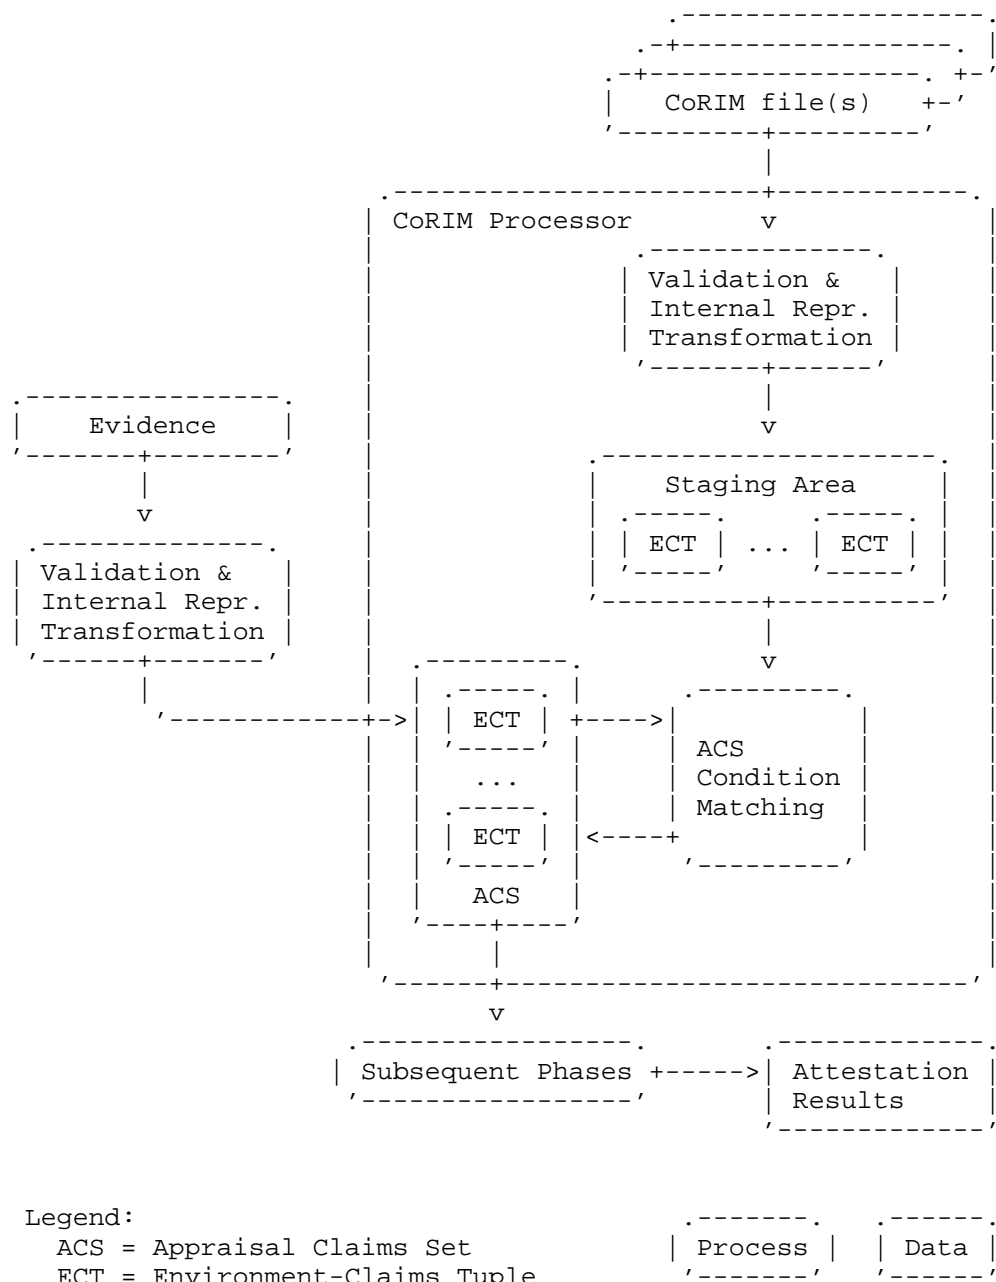 CoRIM file(s)
CoRIM Processor
Validation &
Internal Repr.
Transformation
Evidence
Staging Area
ECT ... ECT
Validation &
Internal Repr.
Transformation
ECT
ACS
... Condition
Matching
ECT
ACS
Subsequent Phases
Attestation
Results
Legend:
ACS = Appraisal Claims Set
Process
Data
ECT = Environment-Claims Tuple